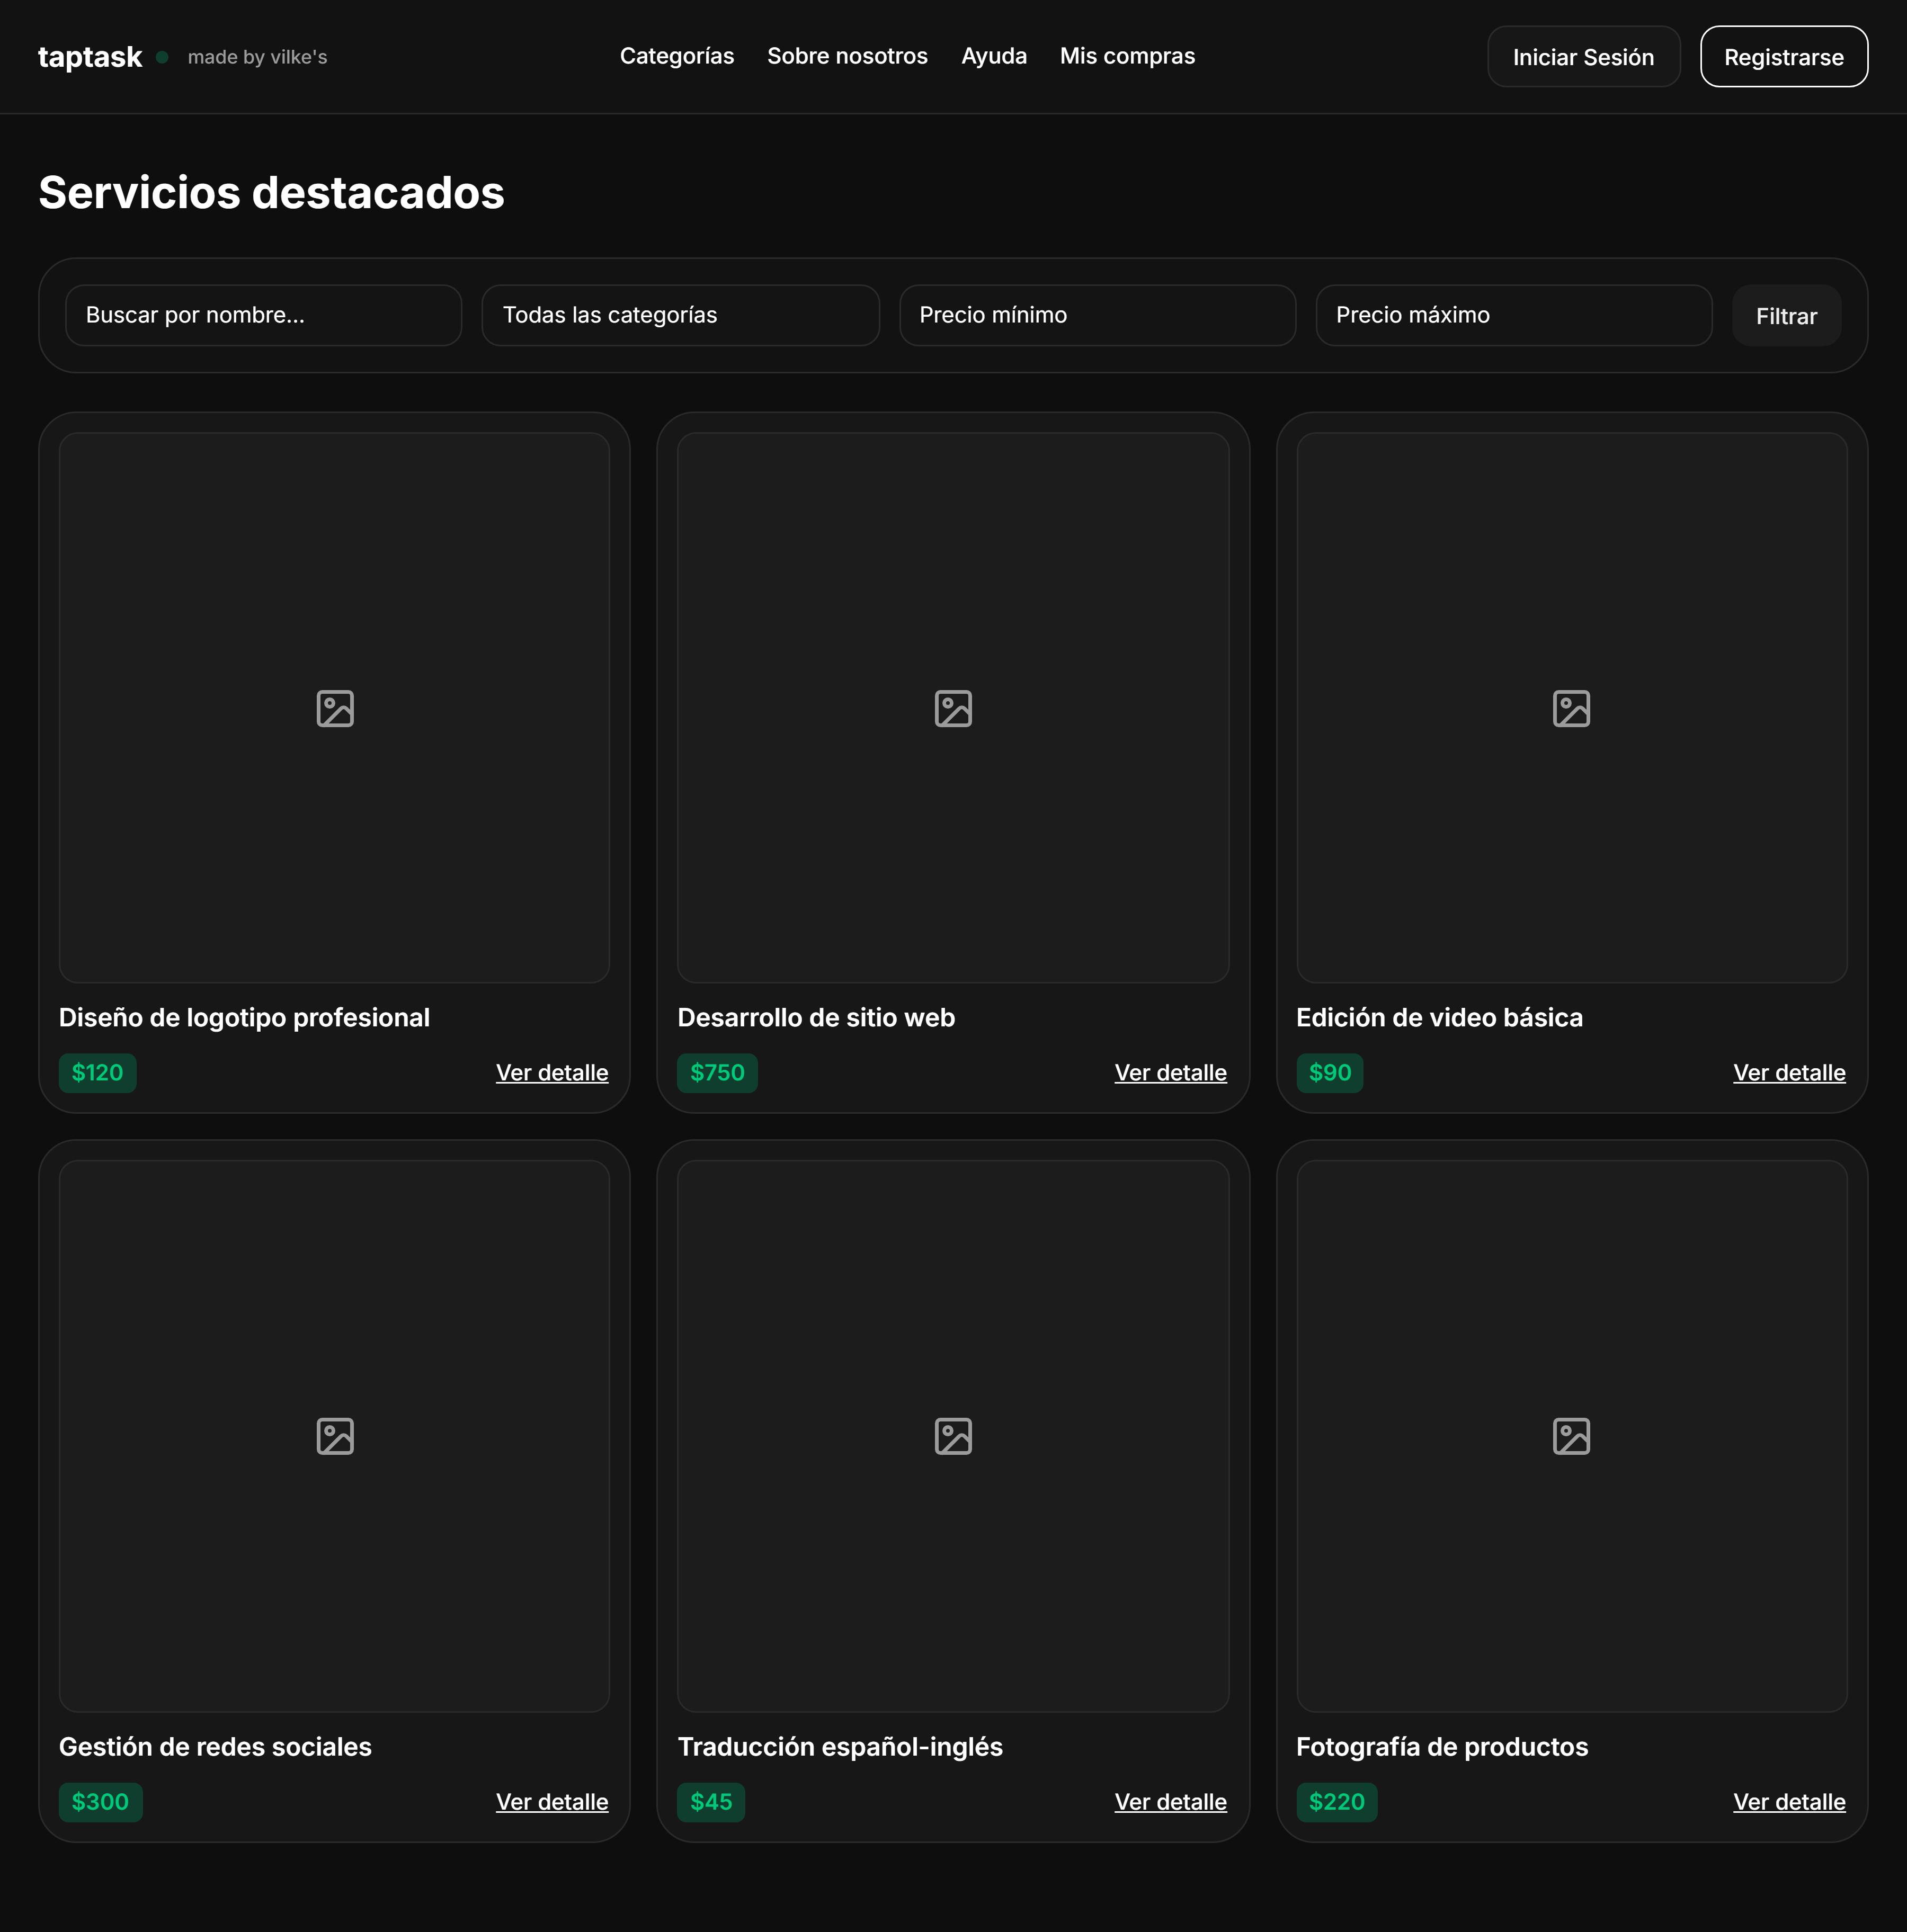 taptask made by vilke's Categorías Sobre nosotros Ayuda Mis compras Iniciar Sesión Registrarse
Servicios destacados
Buscar por nombre... Todas las categorías Precio mínimo Precio máximo Filtrar
Diseño de logotipo profesional
$120 Ver detalle
Desarrollo de sitio web
$750 Ver detalle
Edición de video básica
$90 Ver detalle
Gestión de redes sociales
$300 Ver detalle
Traducción español-inglés
$45 Ver detalle
Fotografía de productos
$220 Ver detalle